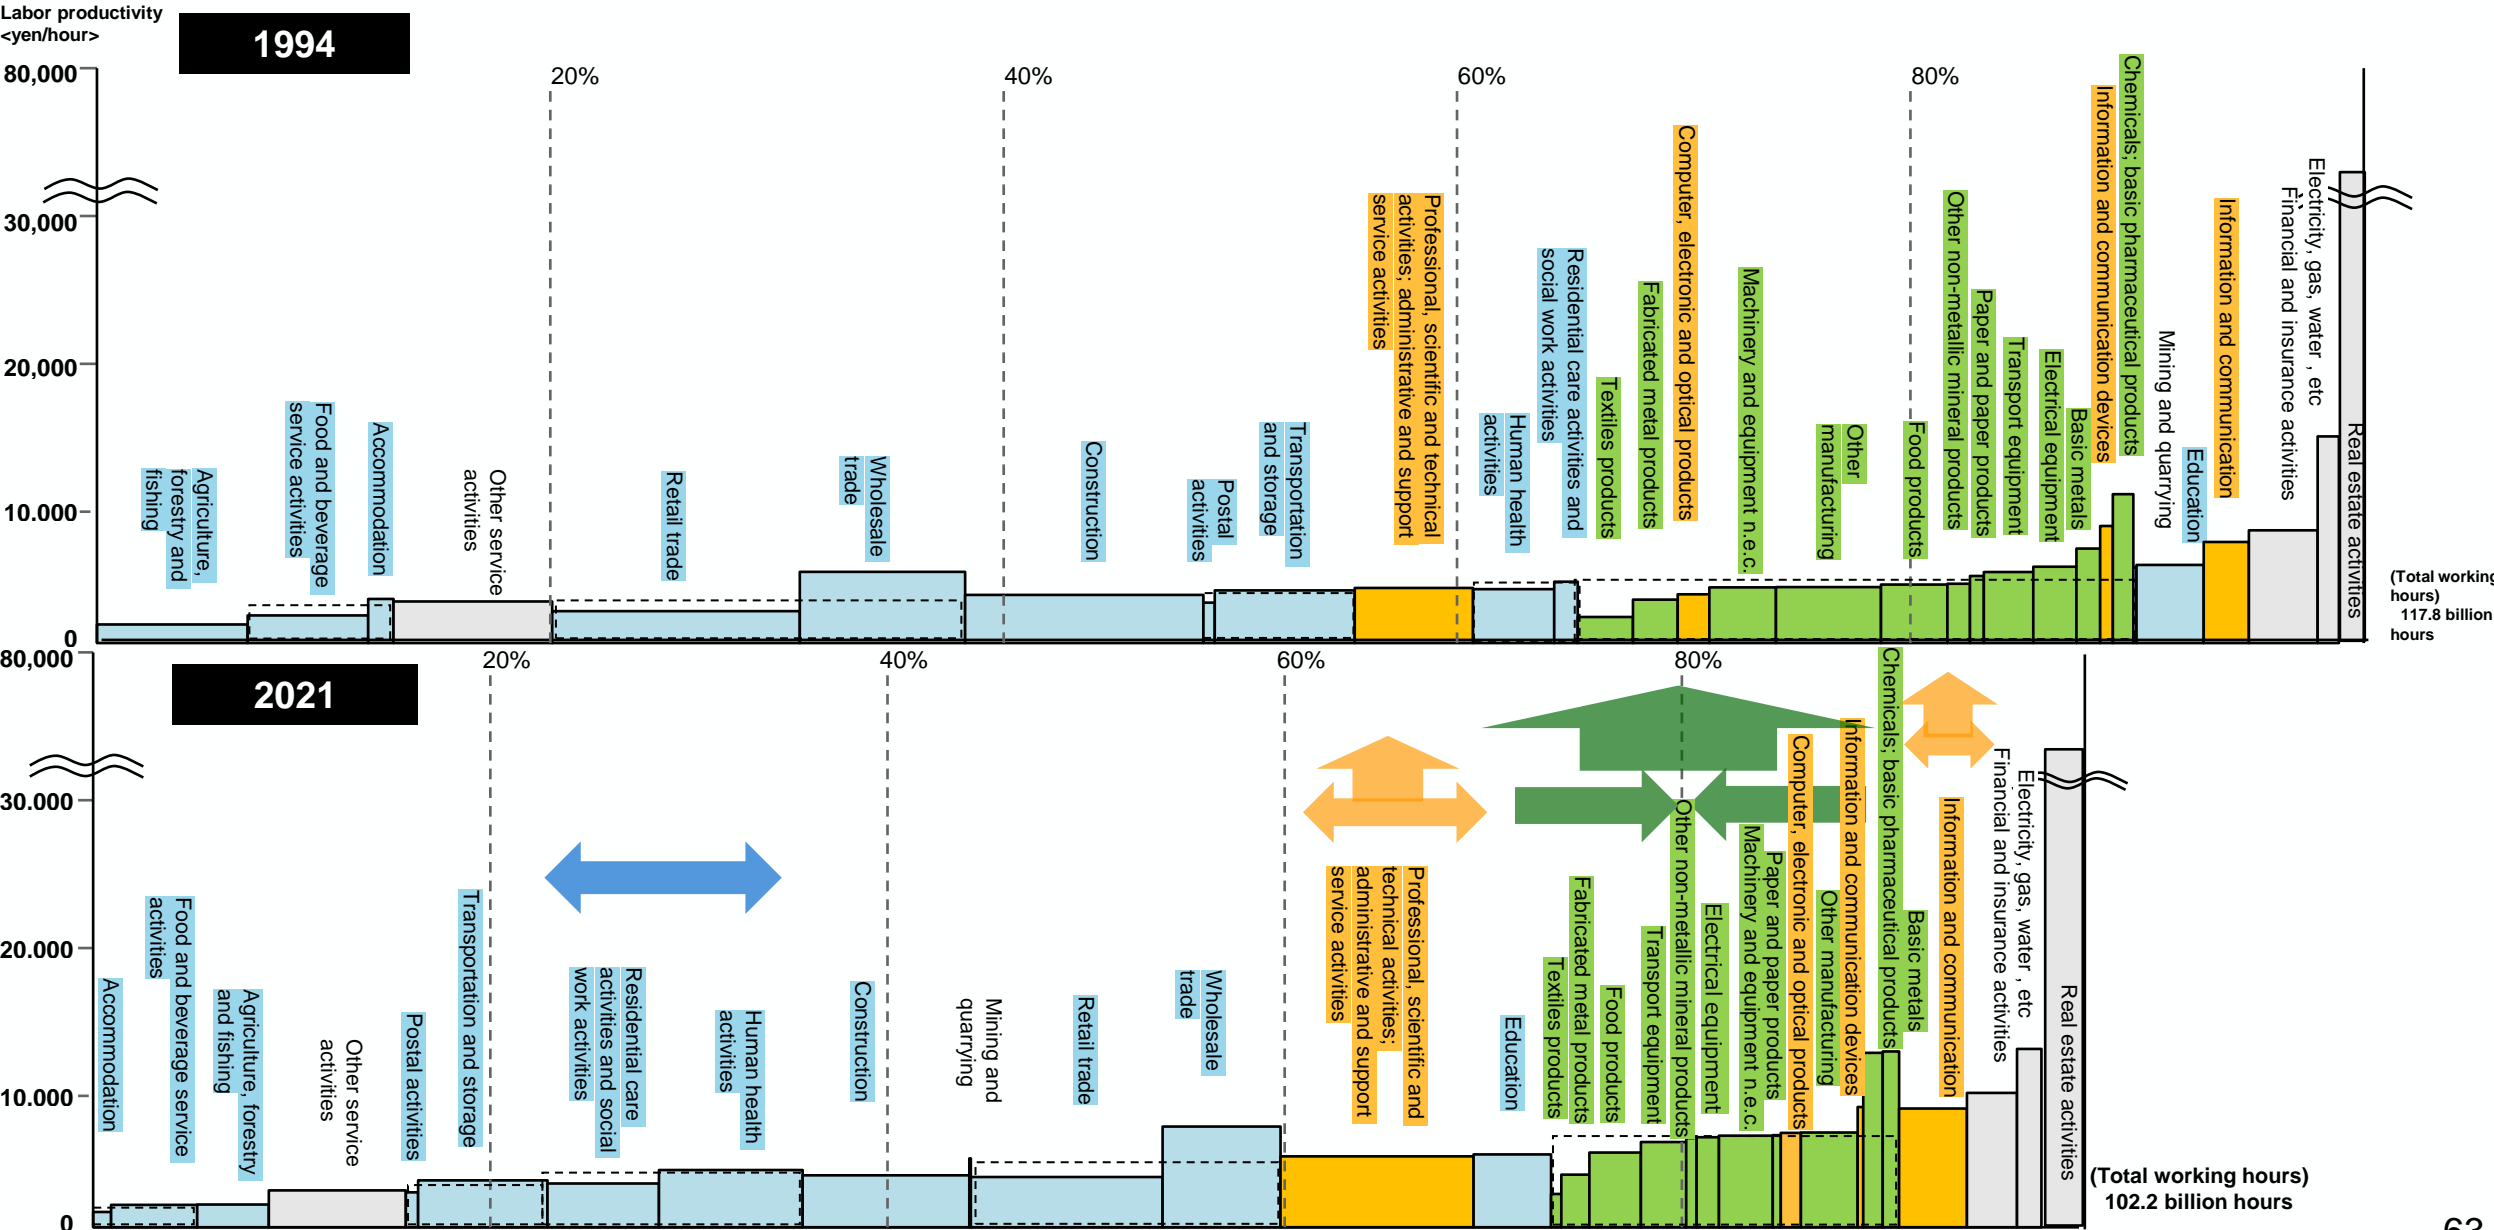 Labor productivity
<yen/hour>
1994
80,000
30,000
20,000
10.000
0
20%
40%
60%
80%
Agriculture,
forestry and
fishing
Food and beverage
service activities
Accommodation
Other service
activities
Retail trade
Wholesale
trade
Construction
Postal
activities
Transportation
and storage
Professional, scientific and technical
activities; administrative and support
service activities
Human health
activities
Residential care activities and
social work activities
Textiles products
Fabricated metal products
Computer, electronic and optical products
Machinery and equipment n.e.c.
Other
manufacturing
Food products
Other non-metallic mineral products
Paper and paper products
Transport equipment
Electrical equipment
Basic metals
Information and communication devices
Chemicals; basic pharmaceutical products
Mining and quarrying
Education
Information and communication
Electricity, gas, water , etc
Financial and insurance activities
Real estate activities
(Total working
hours)
117.8 billion
hours
2021
80,000
30.000
20.000
10.000
0
20%
40%
60%
80%
Accommodation
Food and beverage service
activities
Agriculture, forestry
and fishing
Other service
activities
Postal activities
Transportation and storage
Residential care
activities and social
work activities
Human health
activities
Construction
Mining and
quarrying
Retail trade
Wholesale
trade
Professional, scientific and
technical activities;
administrative and support
service activities
Education
Textiles products
Fabricated metal products
Food products
Transport equipment
Other non-metallic mineral products
Electrical equipment
Machinery and equipment n.e.c.
Paper and paper products
Computer, electronic and optical products
Other manufacturing
Information and communication devices
Chemicals; basic pharmaceutical products
Basic metals
Information and communication
Electricity, gas, water , etc
Financial and insurance activities
Real estate activities
(Total working hours)
102.2 billion hours
63